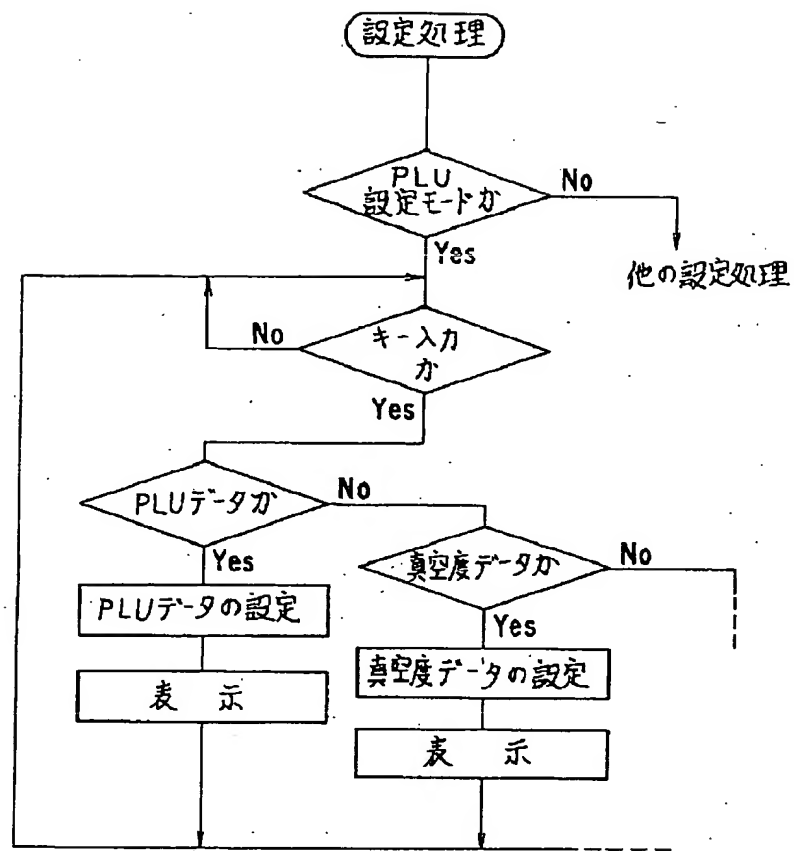 設定処理
PLU
設定モードか
No
Yes
他の設定処理
No
キー入力
か
Yes
PLUデータか
No
Yes
真空度データか
No
PLUデータの設定
Yes
真空度データの設定
表 示
表 示